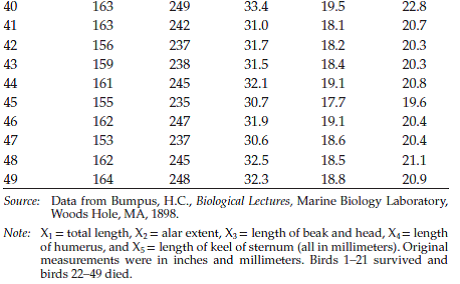 40 163 249 33.4 19.5 22.8
41 163 242 31.0 18.1 20.7
42 156 237 31.7 18.2 20.3
43 159 238 31.5 18.4 20.3
44 161 245 32.1 19.1 20.8
45 155 235 30.7 17.7 19.6
46 162 247 31.9 19.1 20.4
47 153 237 30.6 18.6 20.4
48 162 245 32.5 18.5 21.1
49 164 248 32.3 18.8 20.9
Source: Data from Bumpus, H.C., Biological Lectures, Marine Biology Laboratory,
Woods Hole, MA, 1898.
Note: X₁ = total length, X₂ = alar extent, X₃ = length of beak and head, X₄ = length
of humerus, and X₅ = length of keel of sternum (all in millimeters). Original
measurements were in inches and millimeters. Birds 1–21 survived and
birds 22–49 died.